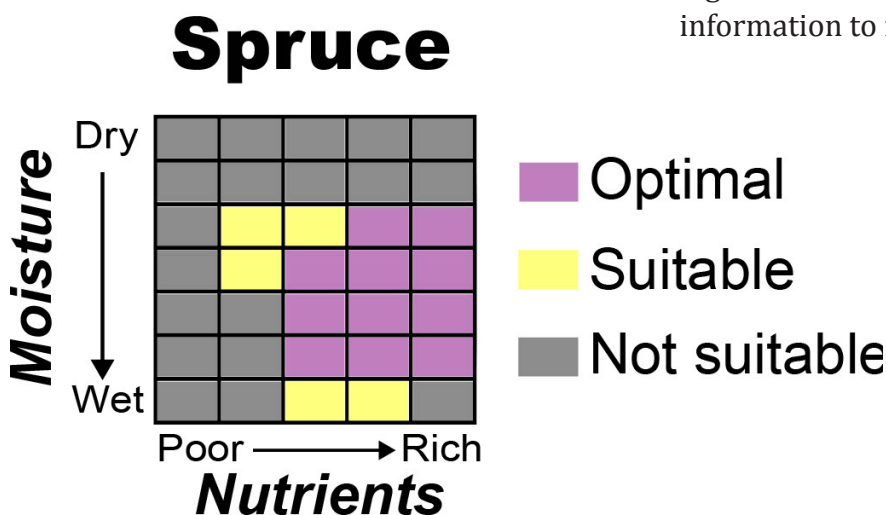 information to
Spruce
Dry
Moisture
Wet
Poor
Rich
Nutrients
Optimal
Suitable
Not suitable